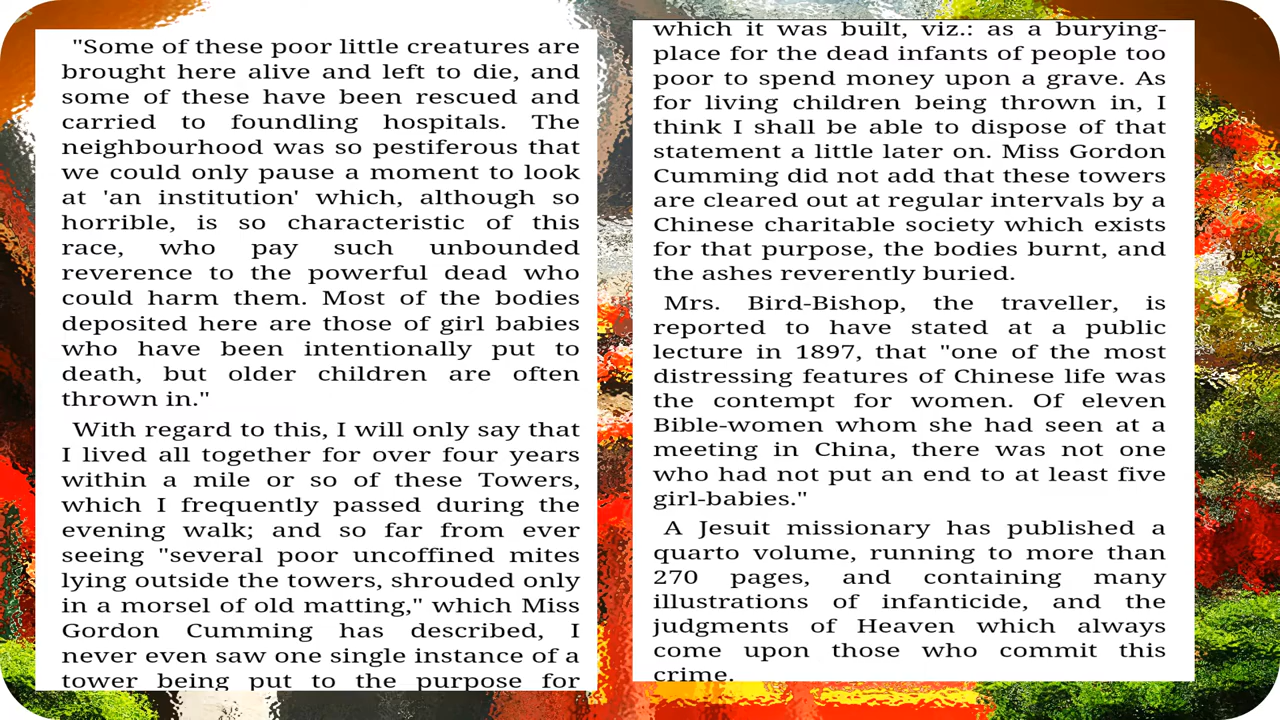 "Some of these poor little creatures are
brought here alive and left to die, and
some of these have been rescued and
carried to foundling hospitals. The
neighbourhood was so pestiferous that
we could only pause a moment to look
at 'an institution' which, although so
horrible, is so characteristic of this
race, who pay such unbounded
reverence to the powerful dead who
could harm them. Most of the bodies
deposited here are those of girl babies
who have been intentionally put to
death, but older children are often
thrown in."
With regard to this, I will only say that
I lived all together for over four years
within a mile or so of these Towers,
which I frequently passed during the
evening walk; and so far from ever
seeing "several poor uncoffined mites
lying outside the towers, shrouded only
in a morsel of old matting," which Miss
Gordon Cumming has described, I
never even saw one single instance of a
tower being put to the purpose for
which it was built, viz.: as a burying-
place for the dead infants of people too
poor to spend money upon a grave. As
for living children being thrown in, I
think I shall be able to dispose of that
statement a little later on. Miss Gordon
Cumming did not add that these towers
are cleared out at regular intervals by a
Chinese charitable society which exists
for that purpose, the bodies burnt, and
the ashes reverently buried.
Mrs. Bird-Bishop, the traveller, is
reported to have stated at a public
lecture in 1897, that "one of the most
distressing features of Chinese life was
the contempt for women. Of eleven
Bible-women whom she had seen at a
meeting in China, there was not one
who had not put an end to at least five
girl-babies."
A Jesuit missionary has published a
quarto volume, running to more than
270 pages, and containing many
illustrations of infanticide, and the
judgments of Heaven which always
come upon those who commit this
crime.